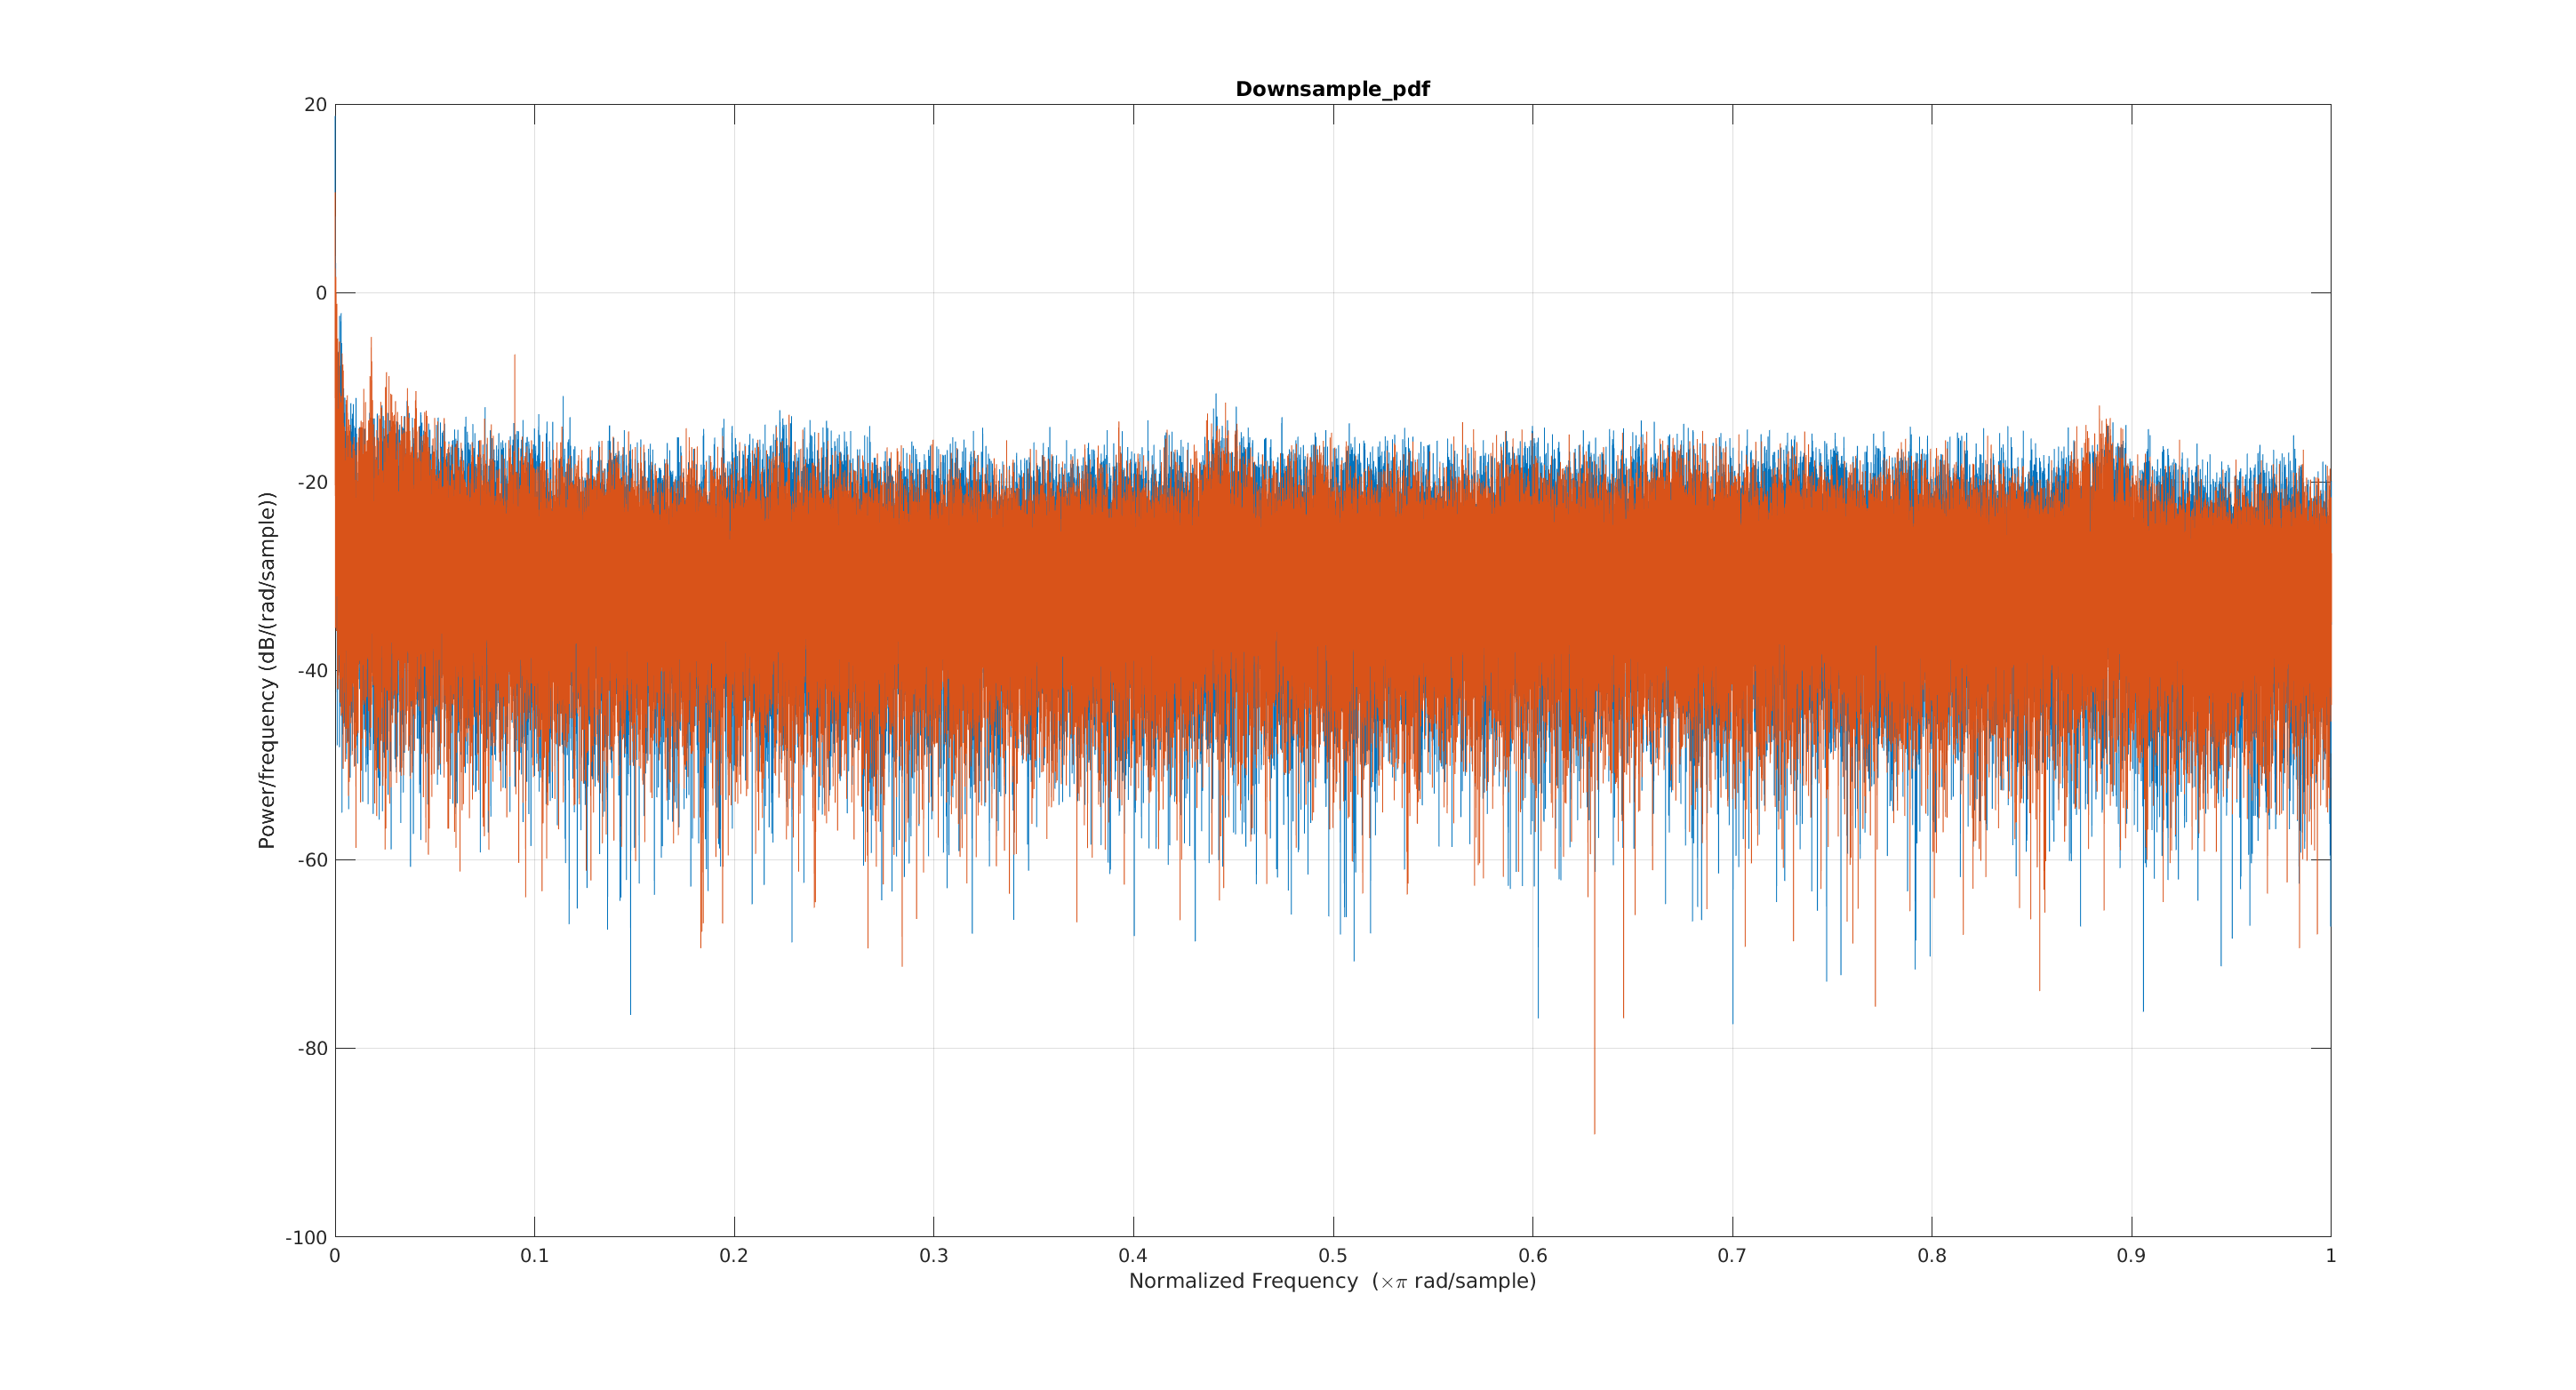 Downsample_pdf
20
0
-20
-40
-60
-80
-100
Power/frequency (dB/(rad/sample))
0 0.1 0.2 0.3 0.4 0.5 0.6 0.7 0.8 0.9 1
Normalized Frequency (×π rad/sample)